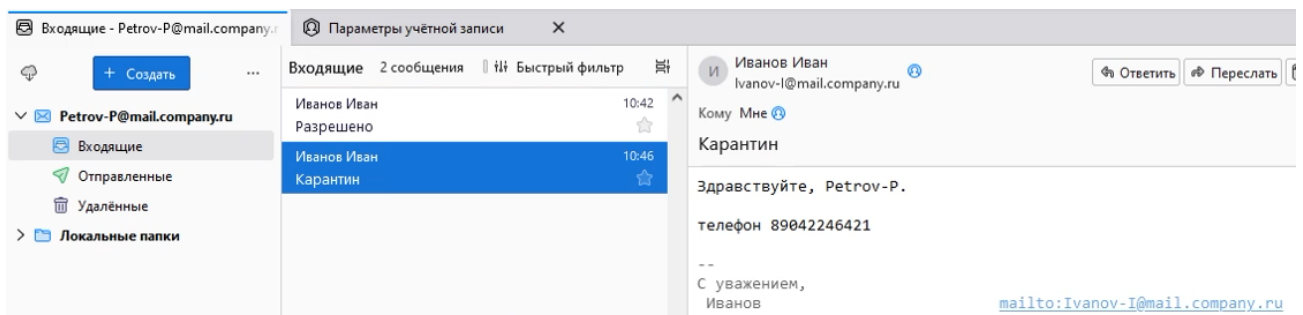 Входящие - Petrov-P@mail.company.r
Параметры учётной записи
+ Создать
Petrov-P@mail.company.ru
Входящие
Отправленные
Удалённые
Локальные папки
Входящие 2 сообщения Быстрый фильтр
Иванов Иван 10:42
Разрешено
Иванов Иван 10:46
Карантин
И
Иванов Иван
Ivanov-I@mail.company.ru
Ответить Переслать
Кому Мне
Карантин
Здравствуйте, Petrov-P.
телефон 89042246421
--
С уважением,
Иванов mailto:Ivanov-I@mail.company.ru